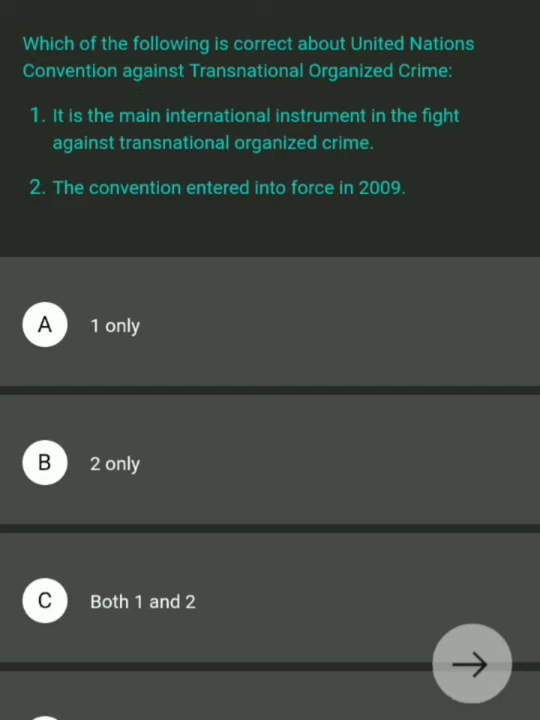 Which of the following is correct about United Nations
Convention against Transnational Organized Crime:
1. It is the main international instrument in the fight
against transnational organized crime.
2. The convention entered into force in 2009.
A 1 only
B 2 only
C Both 1 and 2